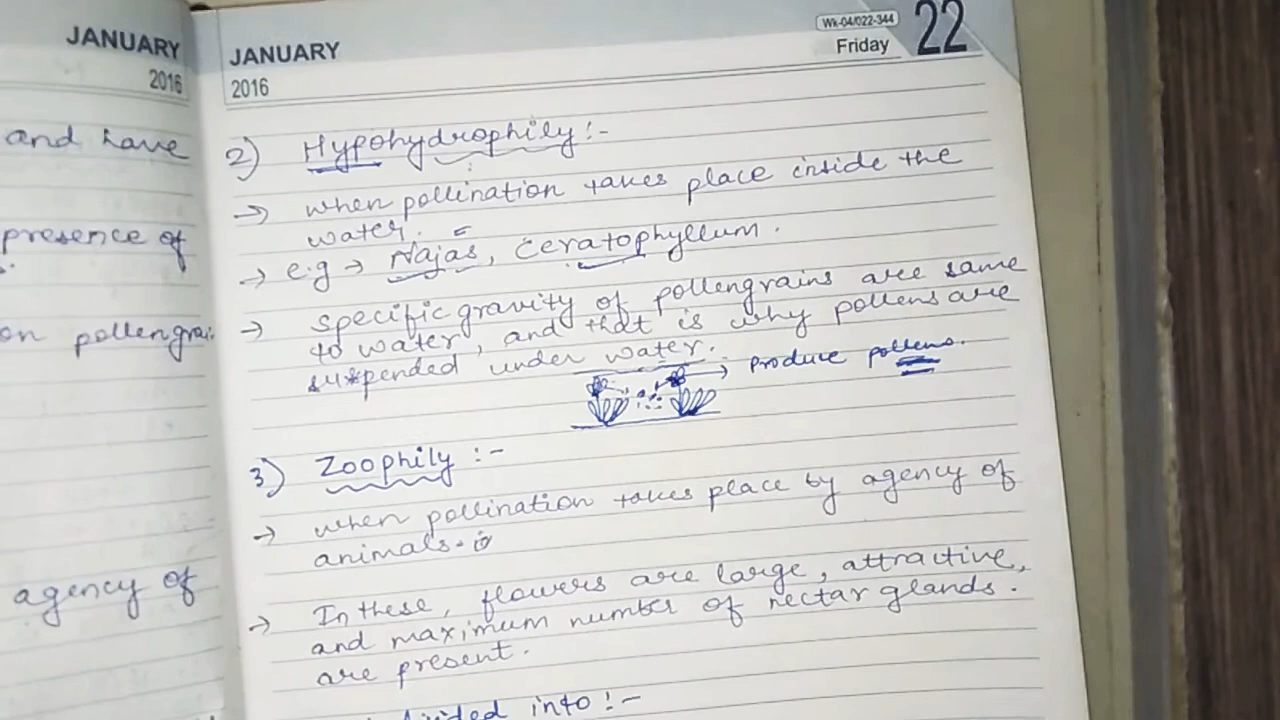 JANUARY
2016
and have
presence of
on pollengrai
agency of
JANUARY
2016
Wk-04/022-344
Friday
22
2) Hypohydrophily :-
→ when pollination takes place inside the
water.
→ e.g → Najas, Ceratophyllum.
→ specific gravity of pollengrains are same
to water, and that is why pollens are
suspended under water.
→ produce pollens.
3) Zoophily :-
→ when pollination takes place by agency of
animals.
→ In these, flowers are large, attractive,
and maximum number of nectar glands.
are present.
divided into :-